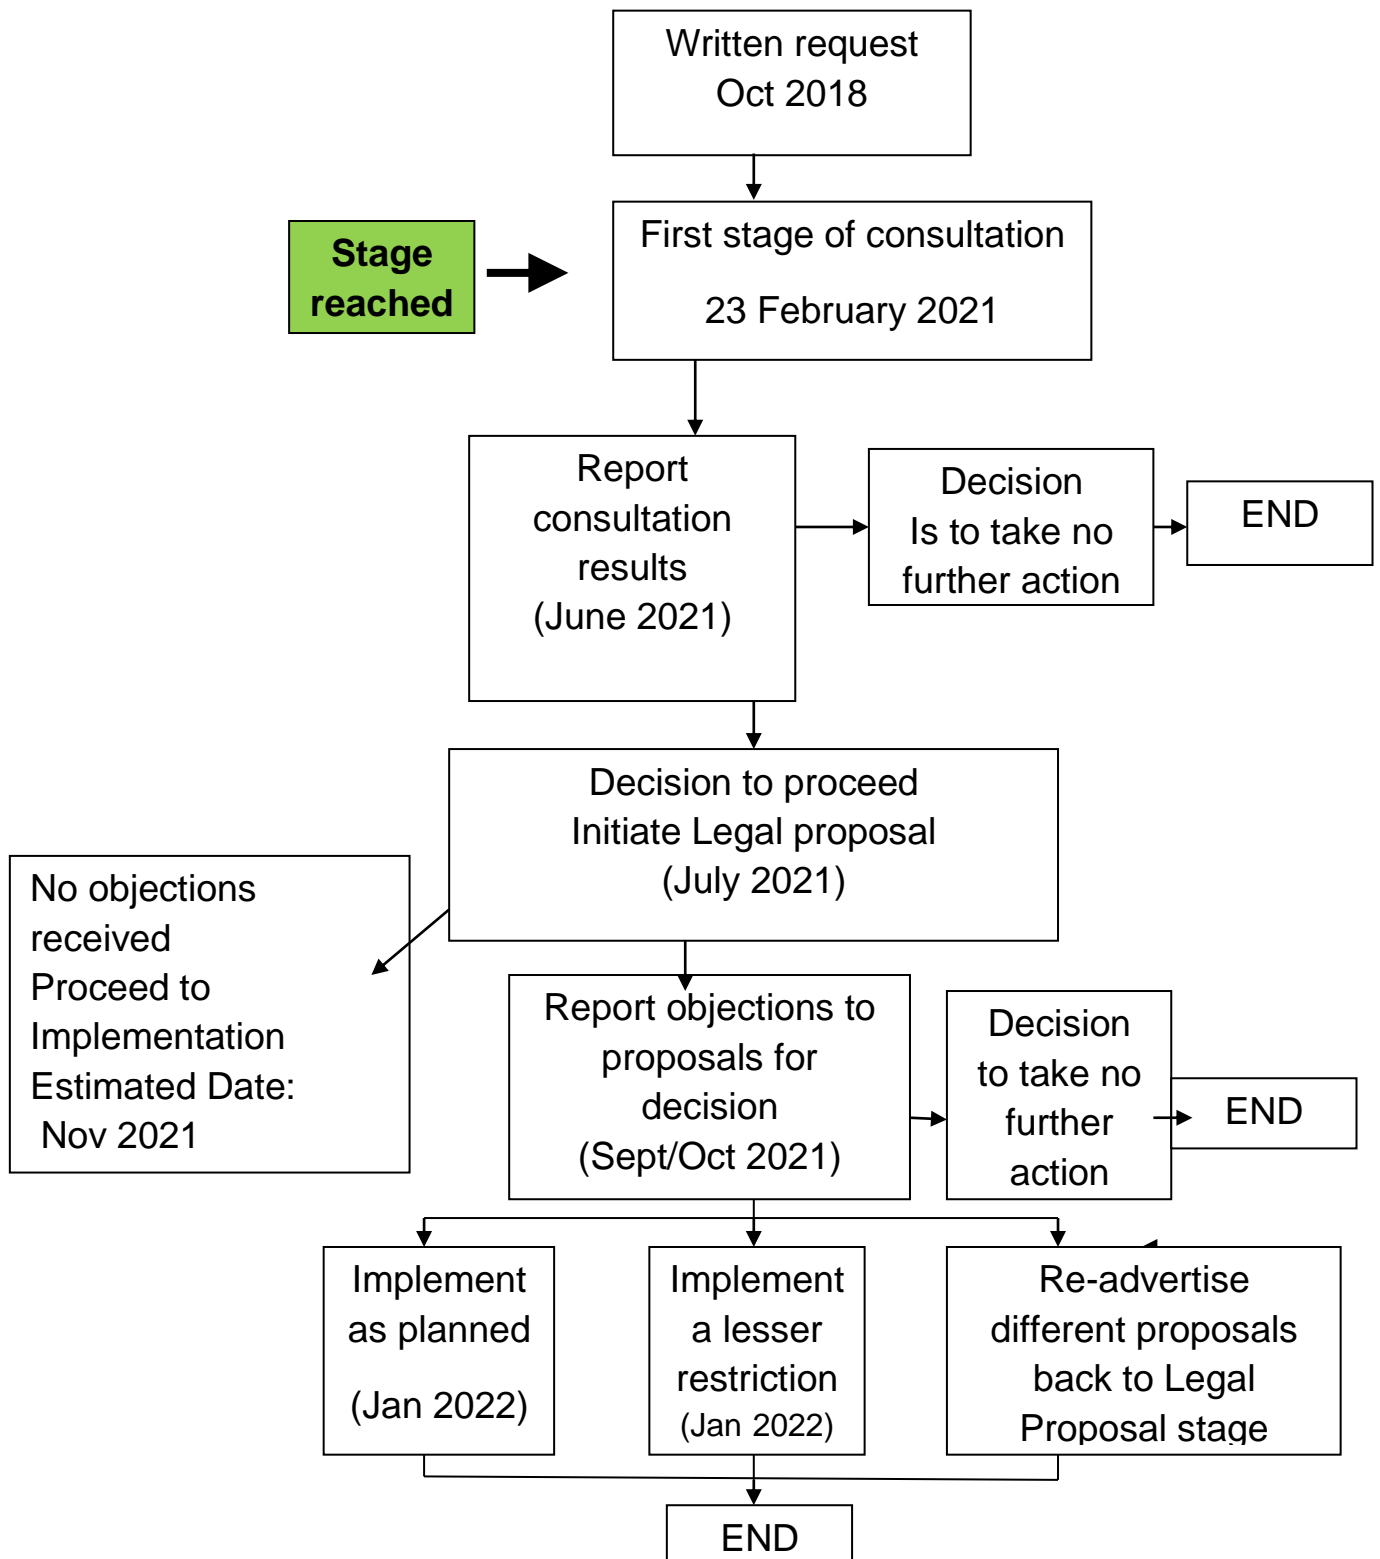 Written request
Oct 2018
Stage
reached
First stage of consultation
23 February 2021
Report
consultation
results
(June 2021)
Decision
Is to take no
further action
END
Decision to proceed
Initiate Legal proposal
(July 2021)
No objections
received
Proceed to
Implementation
Estimated Date:
Nov 2021
Report objections to
proposals for
decision
(Sept/Oct 2021)
Decision
to take no
further
action
END
Implement
as planned
(Jan 2022)
Implement
a lesser
restriction
(Jan 2022)
Re-advertise
different proposals
back to Legal
Proposal stage
END